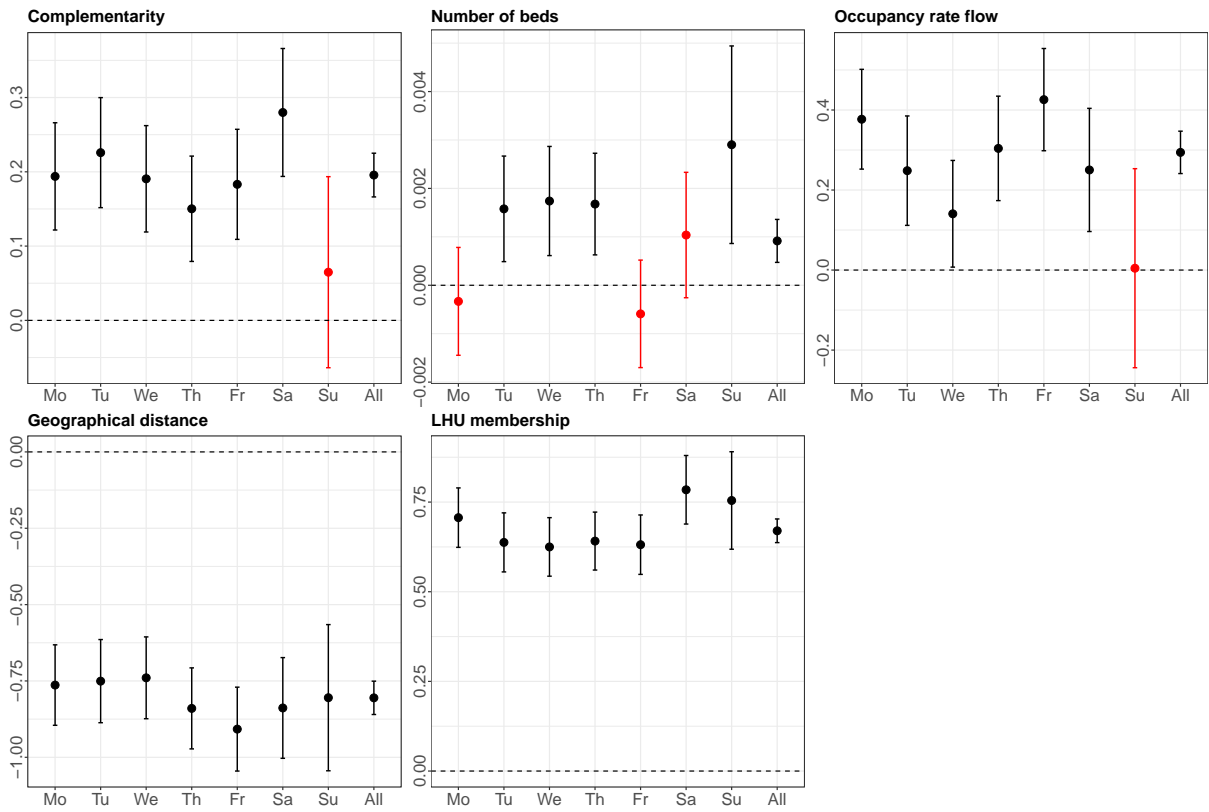 Complementarity
0.3
0.2
0.1
0.0
Mo Tu We Th Fr Sa Su All
Number of beds
0.004
0.002
0.000
−0.002
Mo Tu We Th Fr Sa Su All
Occupancy rate flow
0.4
0.2
0.0
−0.2
Mo Tu We Th Fr Sa Su All
Geographical distance
0.00
−0.25
−0.50
−0.75
−1.00
Mo Tu We Th Fr Sa Su All
LHU membership
0.75
0.50
0.25
0.00
Mo Tu We Th Fr Sa Su All